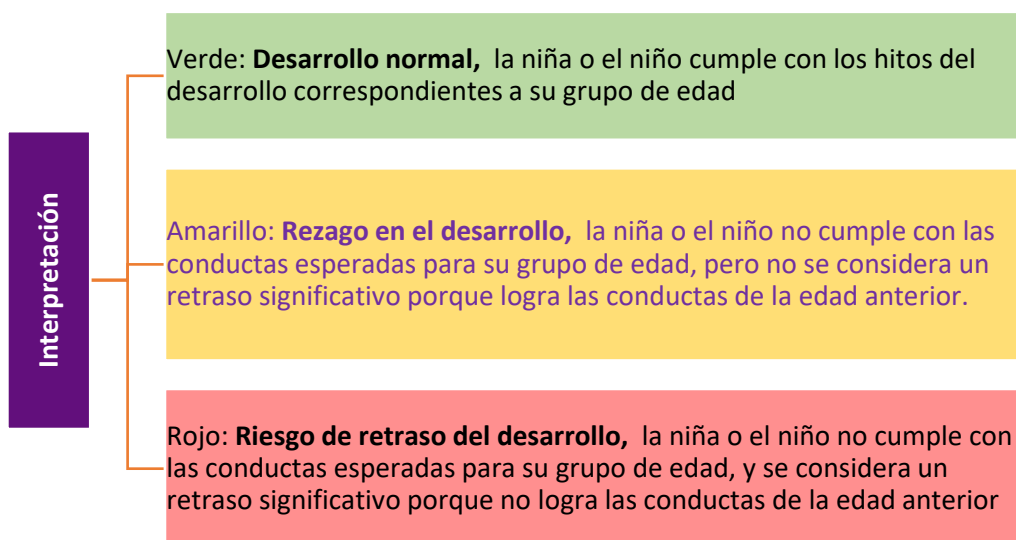 Interpretación
Verde: Desarrollo normal, la niña o el niño cumple con los hitos del
desarrollo correspondientes a su grupo de edad
Amarillo: Rezago en el desarrollo, la niña o el niño no cumple con las
conductas esperadas para su grupo de edad, pero no se considera un
retraso significativo porque logra las conductas de la edad anterior.
Rojo: Riesgo de retraso del desarrollo, la niña o el niño no cumple con
las conductas esperadas para su grupo de edad, y se considera un
retraso significativo porque no logra las conductas de la edad anterior